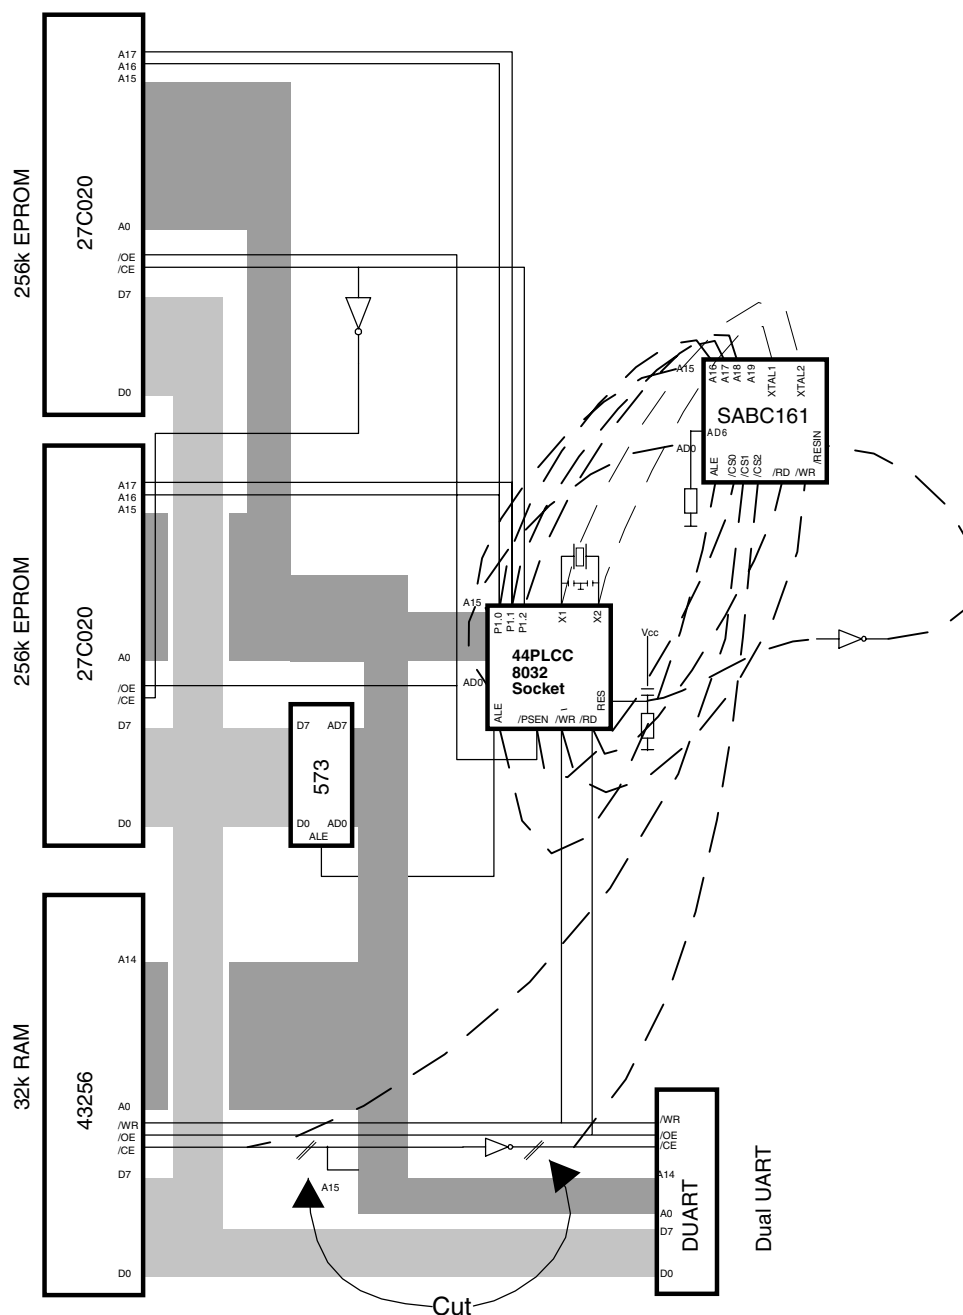 256k EPROM
27C020
A17
A16
A15
A0
/OE
/CE
D7
D0
256k EPROM
27C020
A17
A16
A15
A0
/OE
/CE
D7
D0
573
D7 AD7
D0 AD0
ALE
32k RAM
43256
A14
A0
/WR
/OE
/CE
D7
D0
A15
P1.0
P1.1
P1.2
X1
X2
44PLCC
8032
Socket
AD0
ALE
/PSEN
/WR
/RD
RES
Vcc
A15
A16
A17
A18
A19
XTAL1
XTAL2
SABC161
AD6
AD0
ALE
/CS0
/CS1
/CS2
/RD
/WR
/RESIN
A15
Cut
DUART
Dual UART
/WR
/OE
/CE
A14
A0
D7
D0